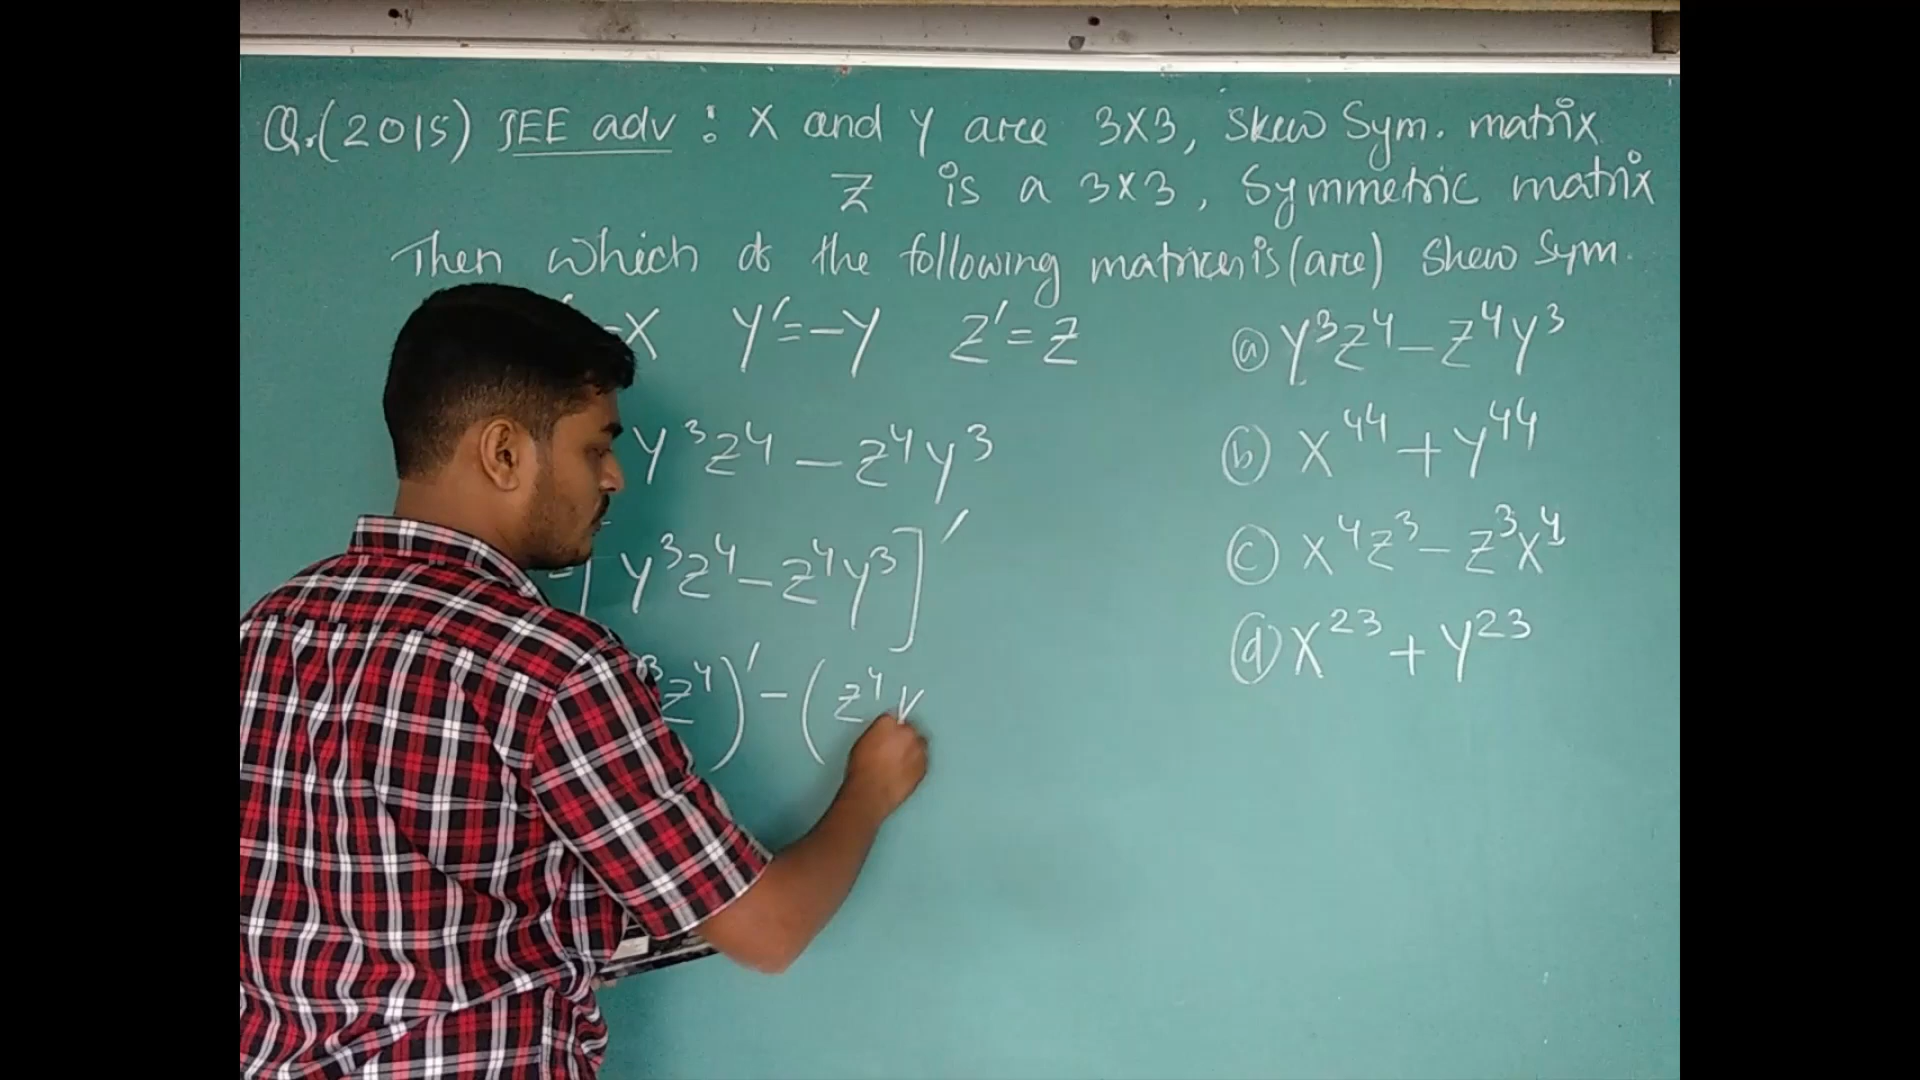 Q.(2015) JEE adv : X and Y are 3X3, Skew Sym. matrix
Z is a 3X3, Symmetric matrix
Then which of the following matrices is (are) Skew Sym.
-X Y'=-Y Z'=Z
Y³Z⁴-Z⁴Y³
=[Y³Z⁴-Z⁴Y³]'
³Z⁴)'-(Z⁴Y
(a) Y³Z⁴-Z⁴Y³
(b) X⁴⁴+Y⁴⁴
(c) X⁴Z³-Z³X⁴
(d) X²³+Y²³